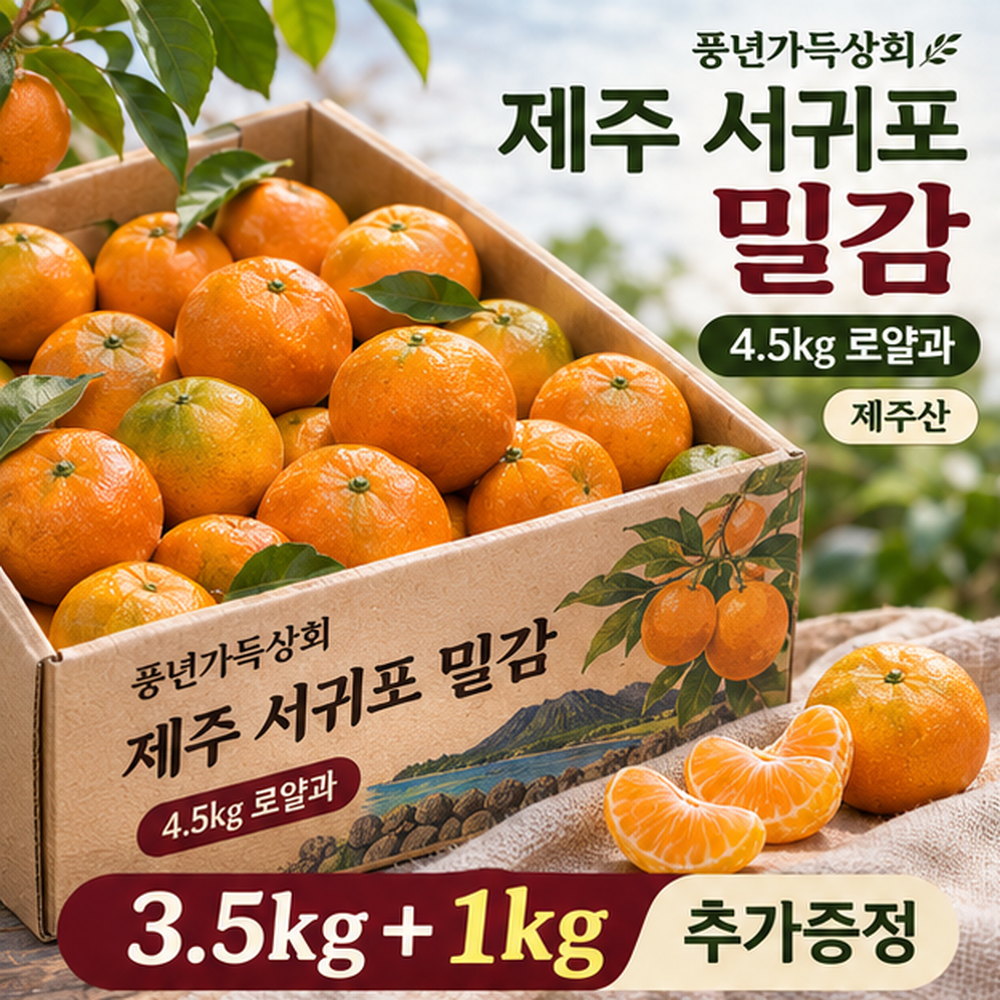 풍년가득상회
제주 서귀포
밀감
4.5kg 로얄과
제주산
풍년가득상회
제주 서귀포 밀감
4.5kg 로얄과
3.5kg + 1kg 추가증정